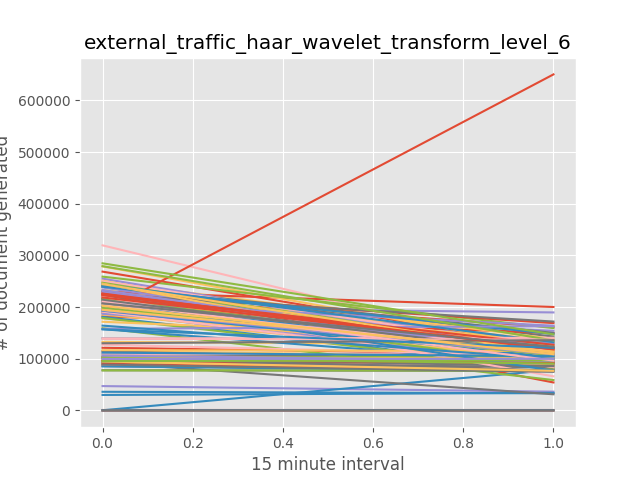 external_traffic_haar_wavelet_transform_level_6
600000
500000
400000
300000
200000
100000
0
# of document generated
0.0 0.2 0.4 0.6 0.8 1.0
15 minute interval